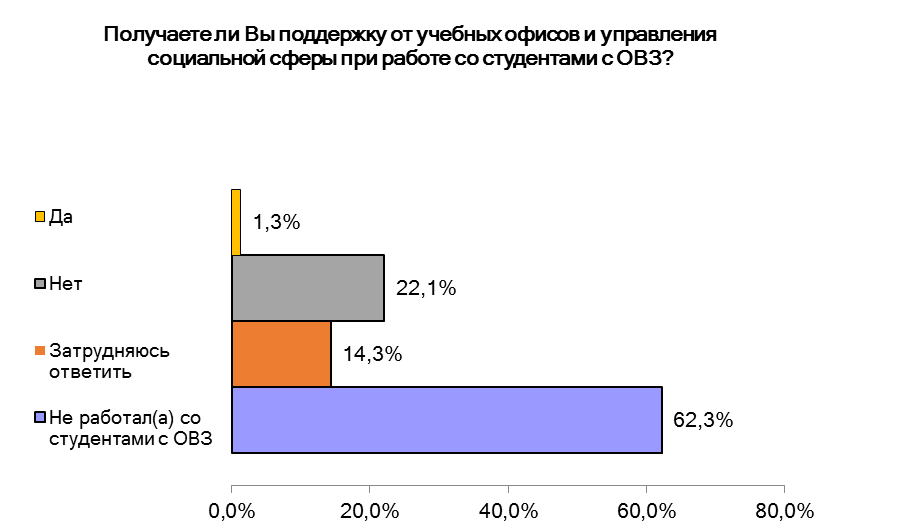 Получаете ли Вы поддержку от учебных офисов и управления
социальной сферы при работе со студентами с ОВЗ?
Да
1,3%
Нет
22,1%
Затрудняюсь
ответить
14,3%
Не работал(а) со
студентами с ОВЗ
62,3%
0,0%
20,0%
40,0%
60,0%
80,0%